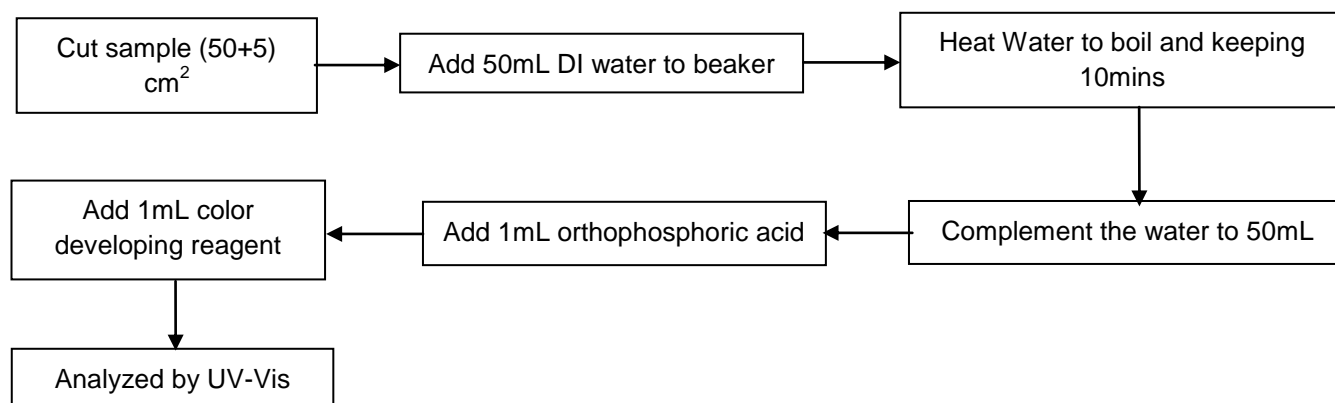 Cut sample (50+5)
cm²
Add 50mL DI water to beaker
Heat Water to boil and keeping
10mins
Complement the water to 50mL
Add 1mL orthophosphoric acid
Add 1mL color
developing reagent
Analyzed by UV-Vis